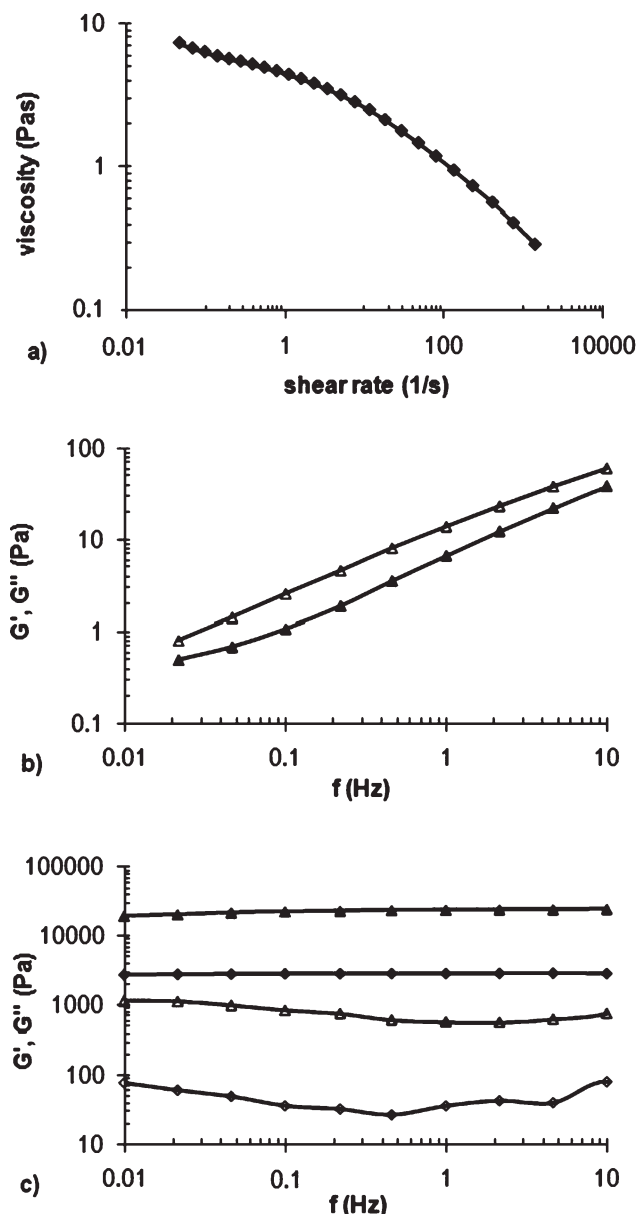 10
1
0.1
viscosity (Pas)
0.01 1 100 10000
shear rate (1/s)
a)
100
10
1
0.1
G', G'' (Pa)
0.01 0.1 1 10
f (Hz)
b)
100000
10000
1000
100
10
G', G'' (Pa)
0.01 0.1 1 10
f (Hz)
c)